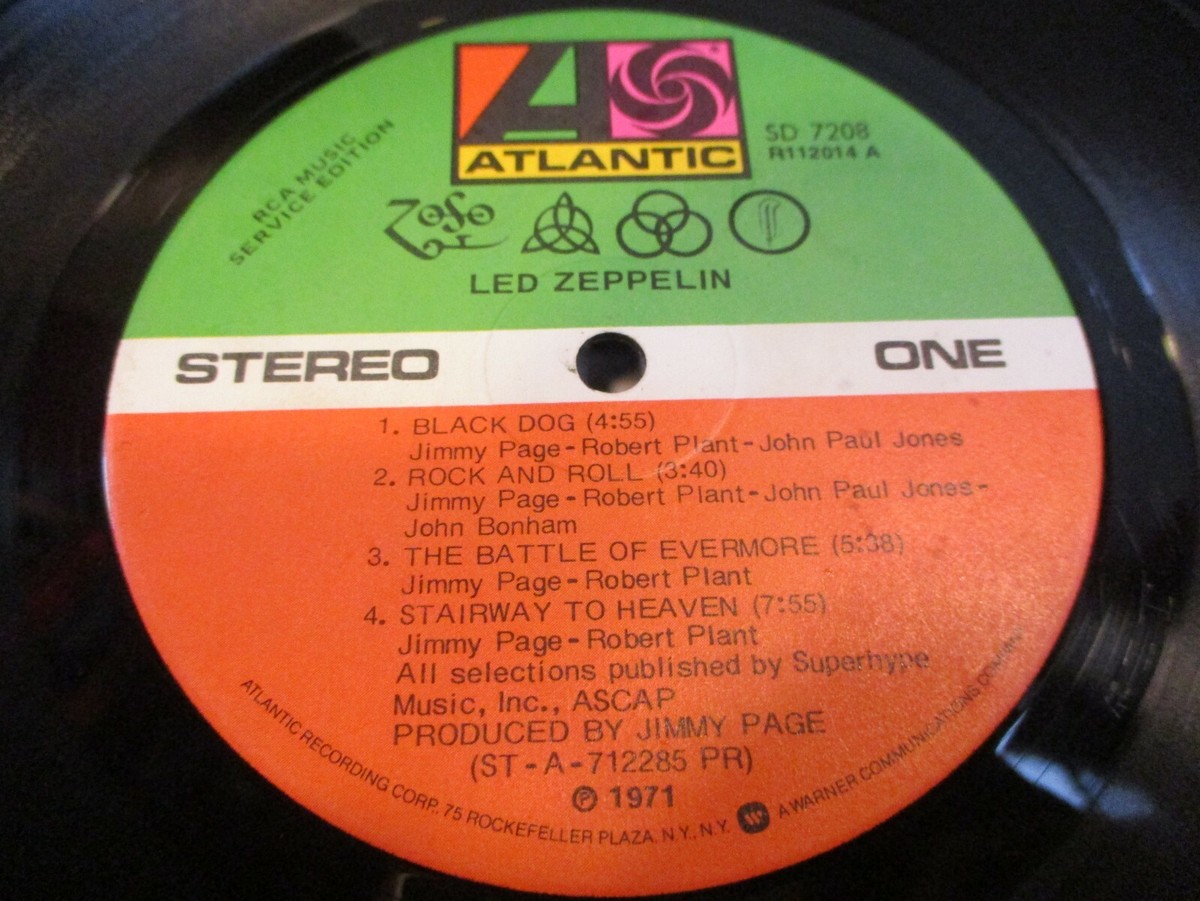 ATLANTIC
SD 7208
R112014 A
RCA MUSIC
SERVICE EDITION
LED ZEPPELIN
STEREO
ONE
1. BLACK DOG (4:55)
Jimmy Page-Robert Plant-John Paul Jones
2. ROCK AND ROLL (3:40)
Jimmy Page-Robert Plant-John Paul Jones-
John Bonham
3. THE BATTLE OF EVERMORE (5:38)
Jimmy Page-Robert Plant
4. STAIRWAY TO HEAVEN (7:55)
Jimmy Page-Robert Plant
All selections published by Superhype
Music, Inc., ASCAP
PRODUCED BY JIMMY PAGE
(ST-A-712285 PR)
℗ 1971
ATLANTIC RECORDING CORP., 75 ROCKEFELLER PLAZA, N.Y., N.Y. A WARNER COMMUNICATIONS COMPANY